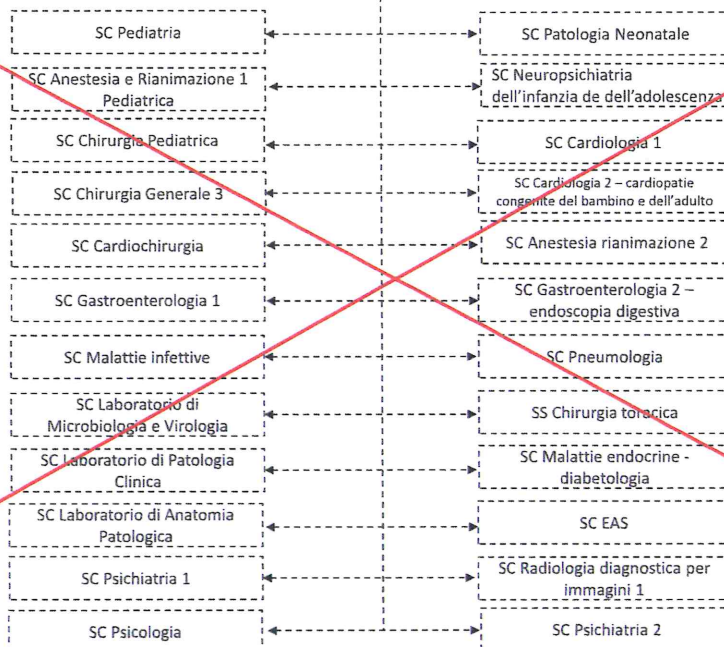 SC Pediatria
SC Patologia Neonatale
SC Anestesia e Rianimazione 1
Pediatrica
SC Neuropsichiatria
dell'infanzia de dell'adolescenza
SC Chirurgia Pediatrica
SC Cardiologia 1
SC Chirurgia Generale 3
SC Cardiologia 2 – cardiopatie
congenite del bambino e dell'adulto
SC Cardiochirurgia
SC Anestesia rianimazione 2
SC Gastroenterologia 1
SC Gastroenterologia 2 –
endoscopia digestiva
SC Malattie infettive
SC Pneumologia
SC Laboratorio di
Microbiologia e Virologia
SS Chirurgia toracica
SC Laboratorio di Patologia
Clinica
SC Malattie endocrine -
diabetologia
SC Laboratorio di Anatomia
Patologica
SC EAS
SC Psichiatria 1
SC Radiologia diagnostica per
immagini 1
SC Psicologia
SC Psichiatria 2